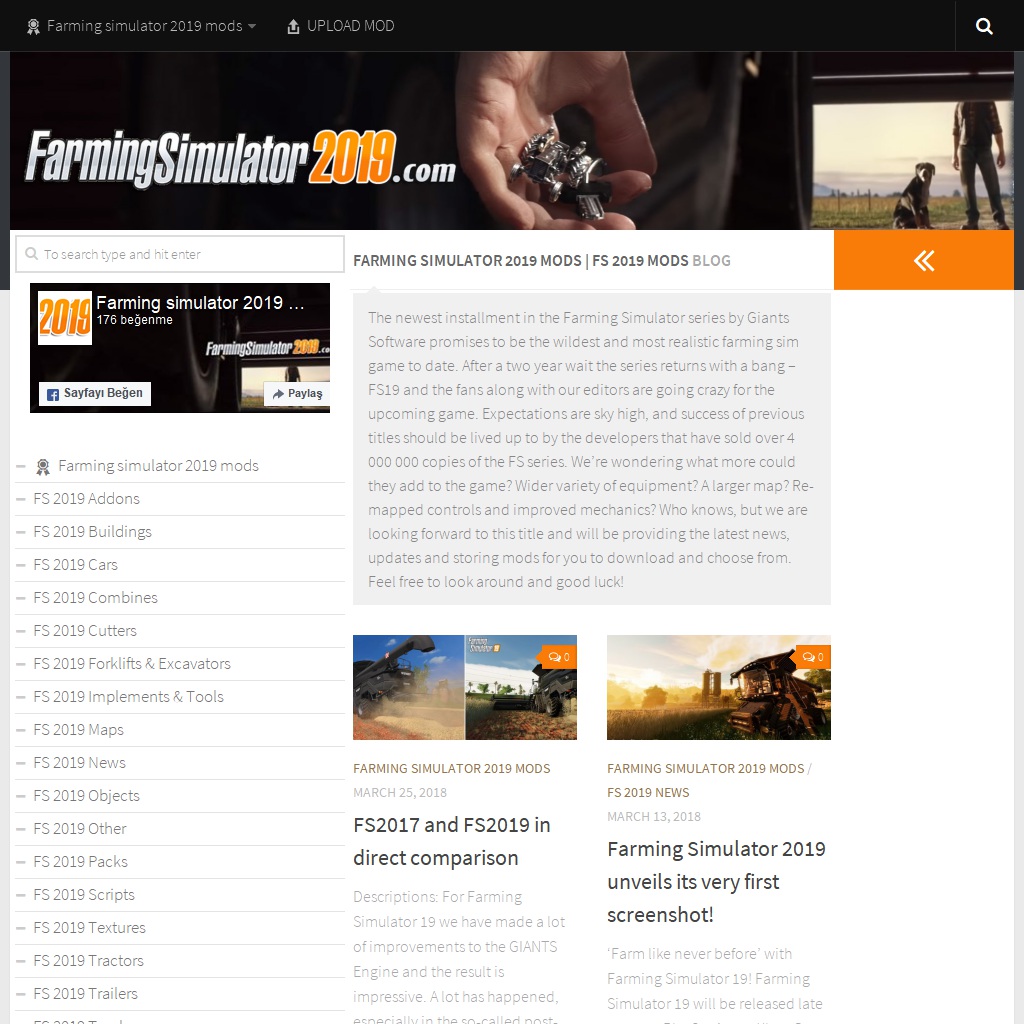 Farming simulator 2019 mods
UPLOAD MOD
FarmingSimulator2019.com
To search type and hit enter
2019
Farming simulator 2019 ...
176 beğenme
FarmingSimulator 2019.co
Sayfayı Beğen
Paylaş
Farming simulator 2019 mods
FS 2019 Addons
FS 2019 Buildings
FS 2019 Cars
FS 2019 Combines
FS 2019 Cutters
FS 2019 Forklifts & Excavators
FS 2019 Implements & Tools
FS 2019 Maps
FS 2019 News
FS 2019 Objects
FS 2019 Other
FS 2019 Packs
FS 2019 Scripts
FS 2019 Textures
FS 2019 Tractors
FS 2019 Trailers
FARMING SIMULATOR 2019 MODS | FS 2019 MODS BLOG
The newest installment in the Farming Simulator series by Giants
Software promises to be the wildest and most realistic farming sim
game to date. After a two year wait the series returns with a bang –
FS19 and the fans along with our editors are going crazy for the
upcoming game. Expectations are sky high, and success of previous
titles should be lived up to by the developers that have sold over 4
000 000 copies of the FS series. We’re wondering what more could
they add to the game? Wider variety of equipment? A larger map? Re-
mapped controls and improved mechanics? Who knows, but we are
looking forward to this title and will be providing the latest news,
updates and storing mods for you to download and choose from.
Feel free to look around and good luck!
0
FARMING SIMULATOR 2019 MODS
MARCH 25, 2018
FS2017 and FS2019 in
direct comparison
Descriptions: For Farming
Simulator 19 we have made a lot
of improvements to the GIANTS
Engine and the result is
impressive. A lot has happened,
especially in the so-called post-
0
FARMING SIMULATOR 2019 MODS /
FS 2019 NEWS
MARCH 13, 2018
Farming Simulator 2019
unveils its very first
screenshot!
‘Farm like never before’ with
Farming Simulator 19! Farming
Simulator 19 will be released late